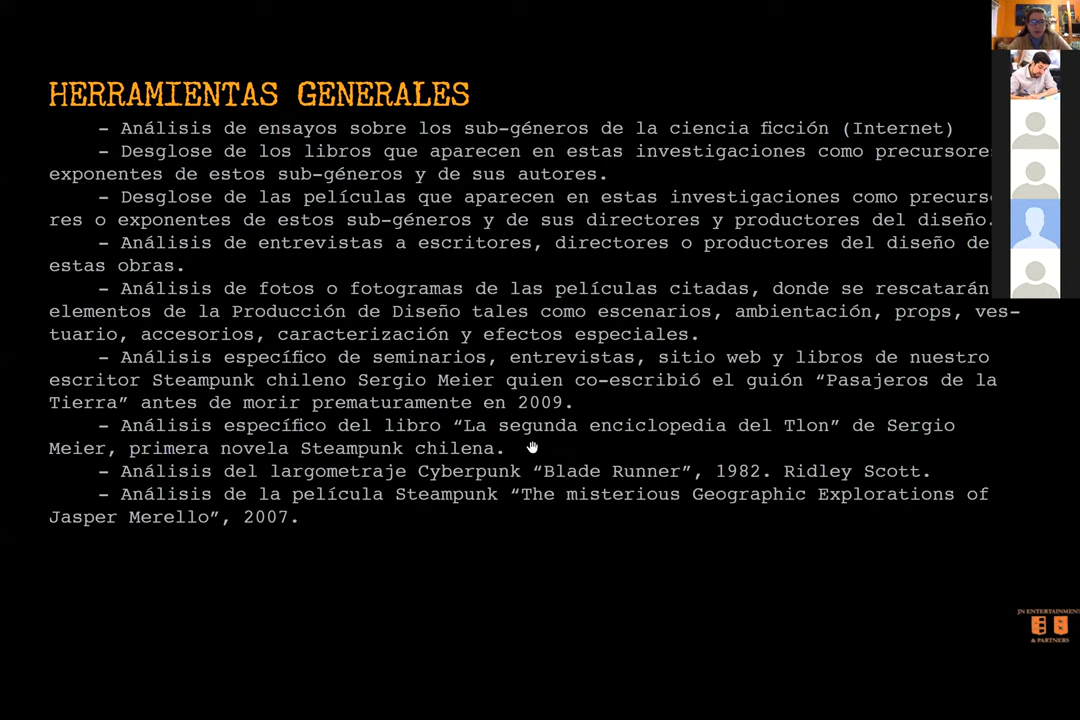 HERRAMIENTAS GENERALES
– Análisis de ensayos sobre los sub-géneros de la ciencia ficción (Internet)
– Desglose de los libros que aparecen en estas investigaciones como precursore
exponentes de estos sub-géneros y de sus autores.
– Desglose de las películas que aparecen en estas investigaciones como precurso
res o exponentes de estos sub-géneros y de sus directores y productores del diseño.
– Análisis de entrevistas a escritores, directores o productores del diseño de
estas obras.
– Análisis de fotos o fotogramas de las películas citadas, donde se rescatarán
elementos de la Producción de Diseño tales como escenarios, ambientación, props, ves-
tuario, accesorios, caracterización y efectos especiales.
– Análisis específico de seminarios, entrevistas, sitio web y libros de nuestro
escritor Steampunk chileno Sergio Meier quien co-escribió el guión “Pasajeros de la
Tierra” antes de morir prematuramente en 2009.
– Análisis específico del libro “La segunda enciclopedia del Tlon” de Sergio
Meier, primera novela Steampunk chilena.
– Análisis del largometraje Cyberpunk “Blade Runner”, 1982. Ridley Scott.
– Análisis de la película Steampunk “The misterious Geographic Explorations of
Jasper Merello”, 2007.
JN ENTERTAINMENT
& PARTNERS